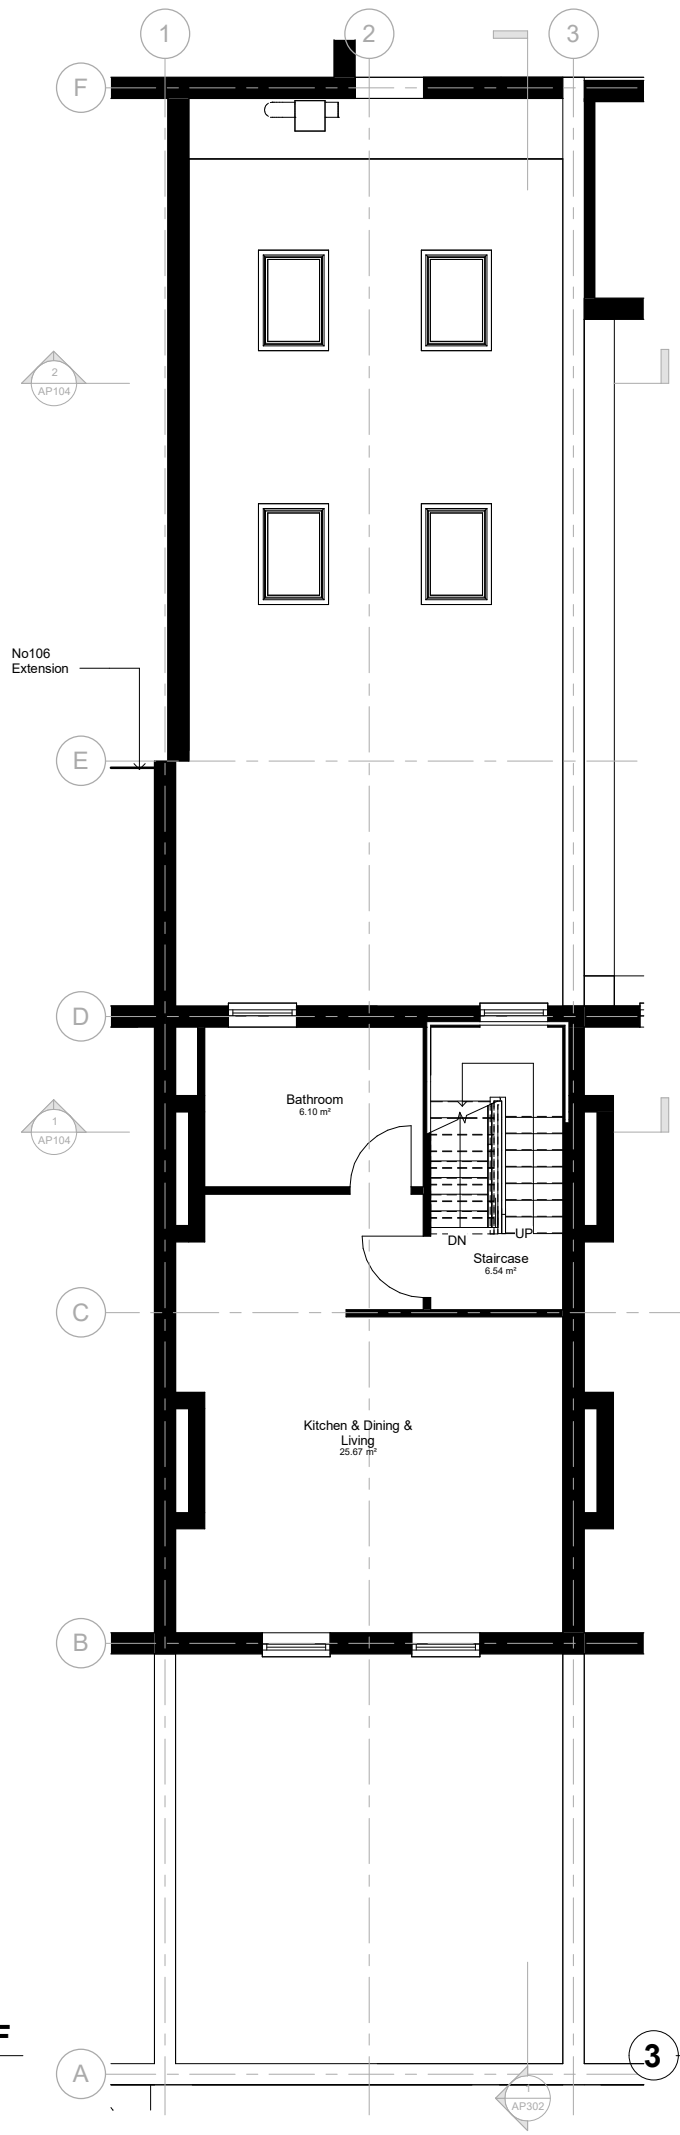 1
2
3
F
2
AP104
No106
Extension
E
D
Bathroom
6.10 m²
1
AP104
DN
UP
Staircase
6.54 m²
C
Kitchen & Dining &
Living
25.67 m²
B
F
3
A
1
AP302